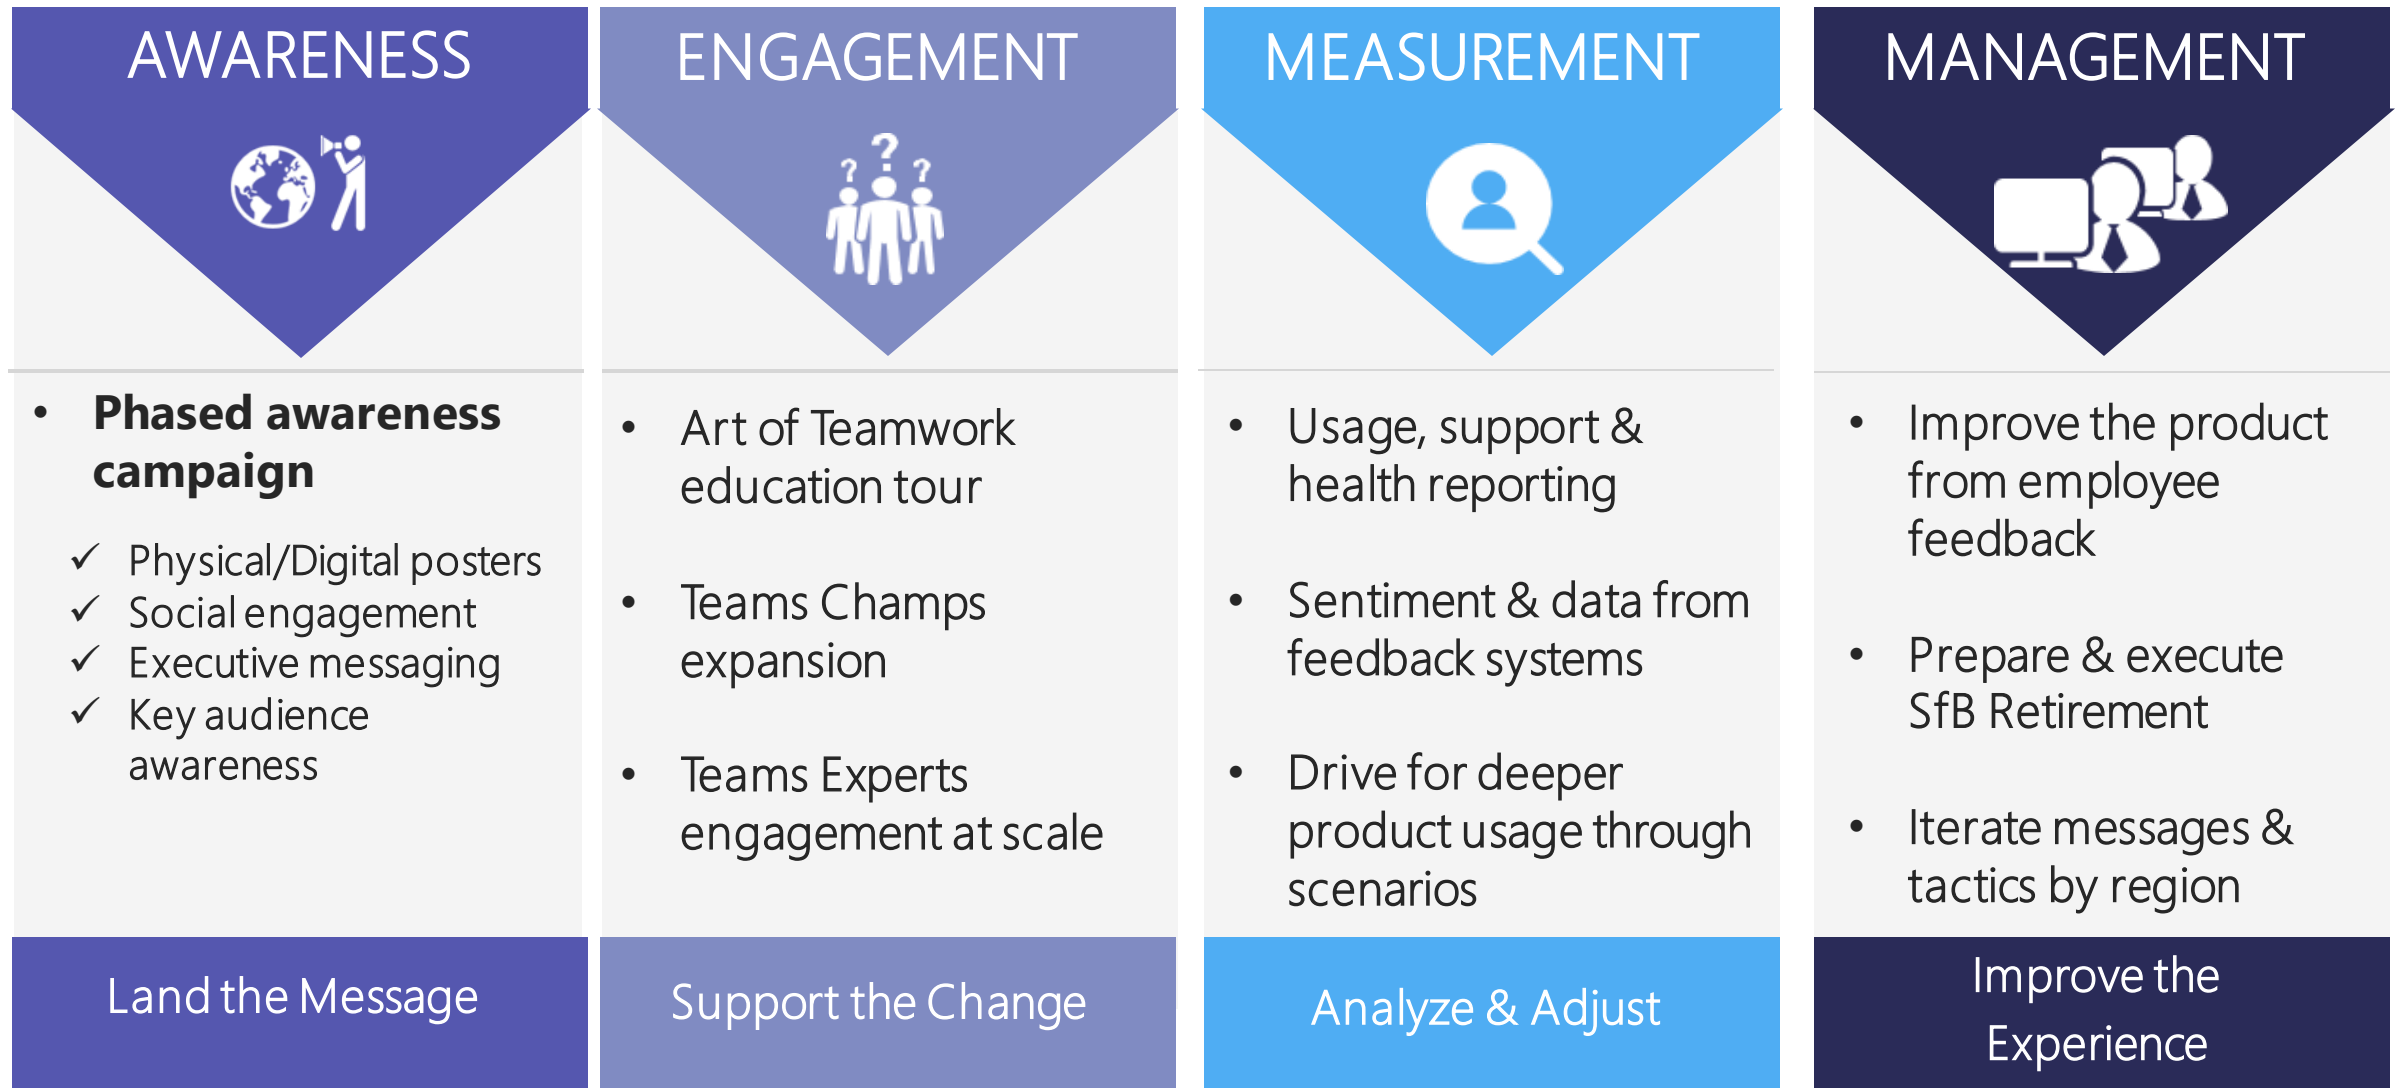 AWARENESS
• Phased awareness
campaign
✓ Physical/Digital posters
✓ Social engagement
✓ Executive messaging
✓ Key audience
awareness
Land the Message
ENGAGEMENT
? ? ?
• Art of Teamwork
education tour
• Teams Champs
expansion
• Teams Experts
engagement at scale
Support the Change
MEASUREMENT
• Usage, support &
health reporting
• Sentiment & data from
feedback systems
• Drive for deeper
product usage through
scenarios
Analyze & Adjust
MANAGEMENT
• Improve the product
from employee
feedback
• Prepare & execute
SfB Retirement
• Iterate messages &
tactics by region
Improve the
Experience